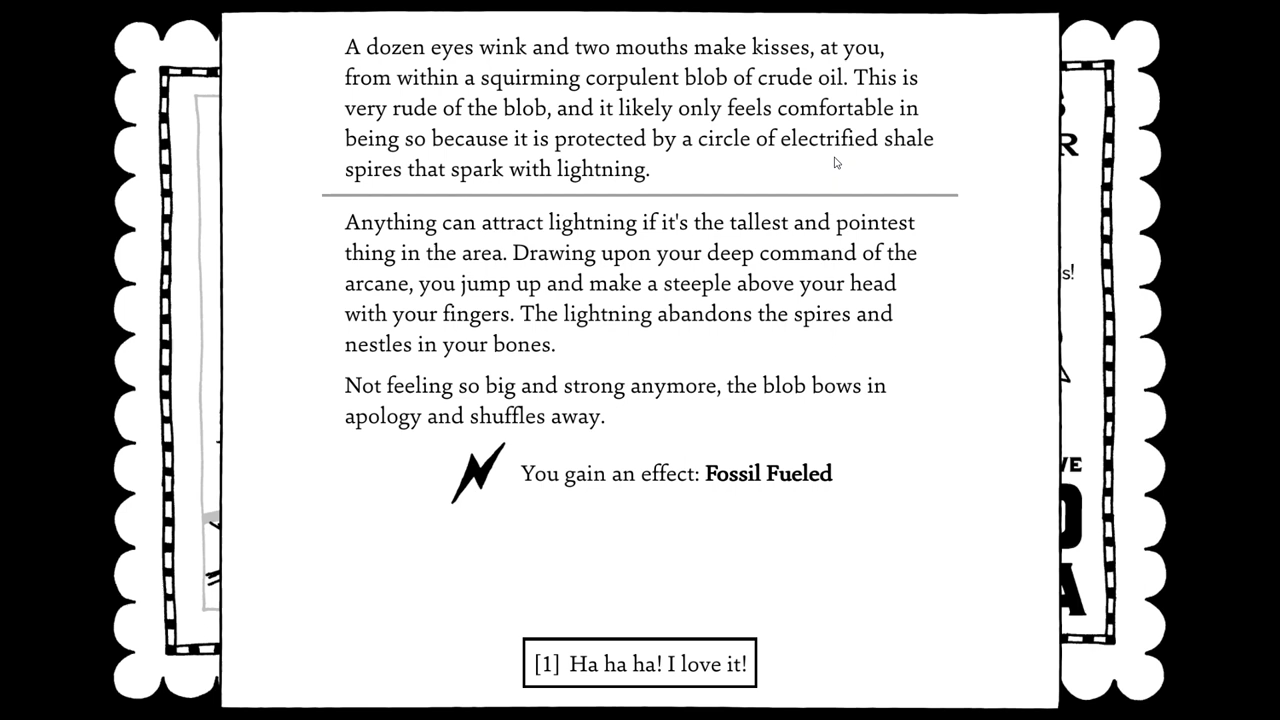 A dozen eyes wink and two mouths make kisses, at you,
from within a squirming corpulent blob of crude oil. This is
very rude of the blob, and it likely only feels comfortable in
being so because it is protected by a circle of electrified shale
spires that spark with lightning.
Anything can attract lightning if it's the tallest and pointest
thing in the area. Drawing upon your deep command of the
arcane, you jump up and make a steeple above your head
with your fingers. The lightning abandons the spires and
nestles in your bones.
Not feeling so big and strong anymore, the blob bows in
apology and shuffles away.
You gain an effect: Fossil Fueled
[1] Ha ha ha! I love it!
R
s!
VE
A